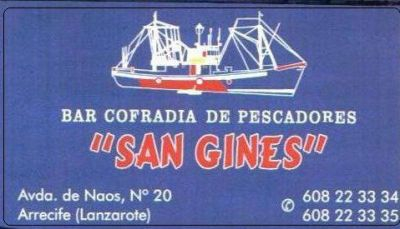 BAR COFRADIA DE PESCADORES
"SAN GINES"
Avda. de Naos, Nº 20
Arrecife (Lanzarote)
✆ 608 22 33 34
608 22 33 35